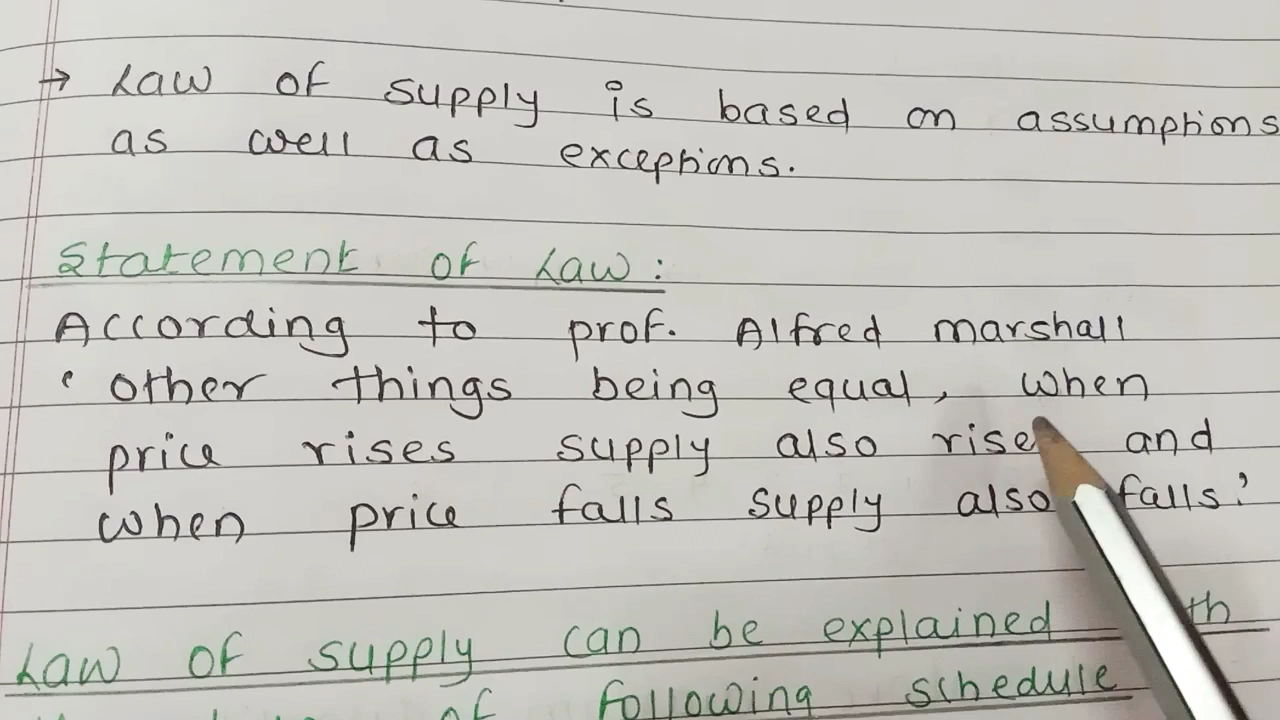 → Law of supply is based on assumptions
as well as exceptions.
Statement of Law:
According to prof. Alfred marshall
‘other things being equal, when
price rises supply also rise and
when price falls supply also falls.’
Law of supply can be explained
of following schedule